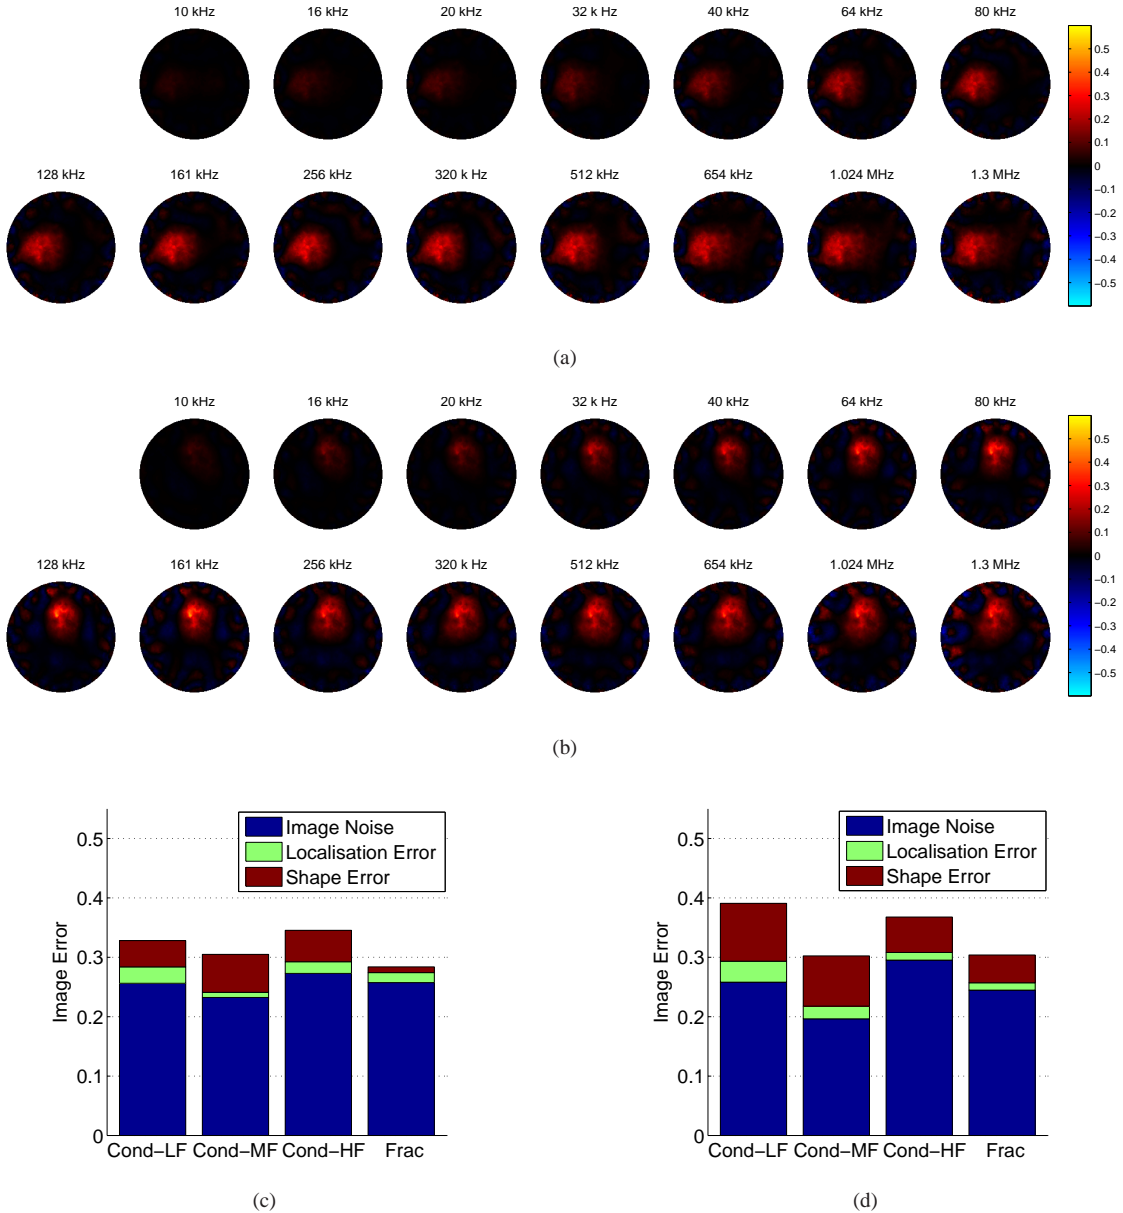 10 kHz 16 kHz 20 kHz 32 k Hz 40 kHz 64 kHz 80 kHz
0.5
0.4
0.3
0.2
0.1
0
−0.1
−0.2
−0.3
−0.4
−0.5
128 kHz 161 kHz 256 kHz 320 k Hz 512 kHz 654 kHz 1.024 MHz 1.3 MHz
(a)
10 kHz 16 kHz 20 kHz 32 k Hz 40 kHz 64 kHz 80 kHz
0.5
0.4
0.3
0.2
0.1
0
−0.1
−0.2
−0.3
−0.4
−0.5
128 kHz 161 kHz 256 kHz 320 k Hz 512 kHz 654 kHz 1.024 MHz 1.3 MHz
(b)
Image Error
0.5
0.4
0.3
0.2
0.1
0
Image Noise
Localisation Error
Shape Error
Cond−LF Cond−MF Cond−HF Frac
(c)
Image Error
0.5
0.4
0.3
0.2
0.1
0
Image Noise
Localisation Error
Shape Error
Cond−LF Cond−MF Cond−HF Frac
(d)